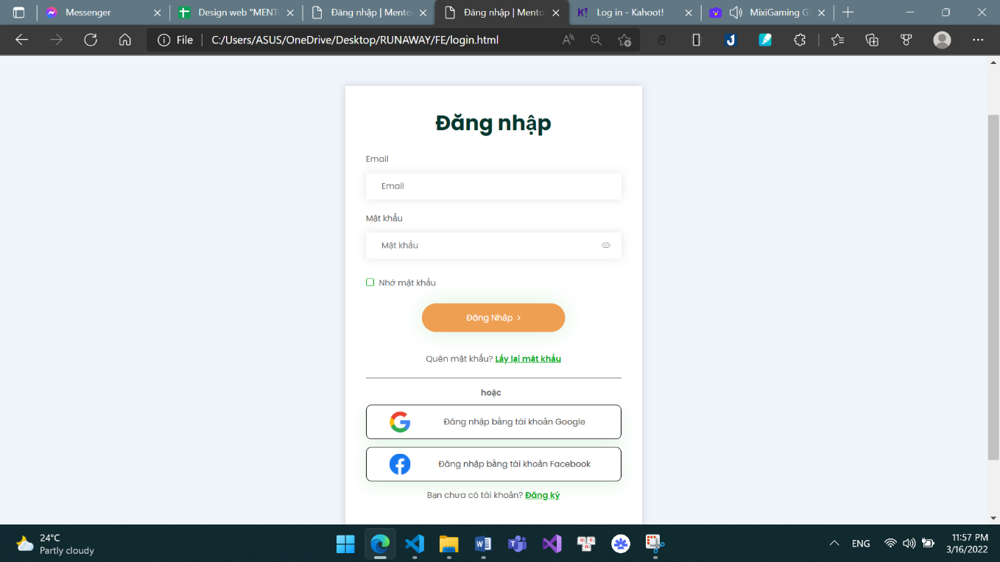 Messenger
Design web "MENT
Đăng nhập | Mento
Đăng nhập | Mento
K! Log in - Kahoot!
MixiGaming G
File
C:/Users/ASUS/OneDrive/Desktop/RUNAWAY/FE/login.html
Đăng nhập
Email
Email
Mật khẩu
Mật khẩu
Nhớ mật khẩu
Đăng Nhập >
Quên mật khẩu? Lấy lại mật khẩu
hoặc
Đăng nhập bằng tài khoản Google
Đăng nhập bằng tài khoản Facebook
Bạn chưa có tài khoản? Đăng ký
24°C
Partly cloudy
ENG
11:57 PM
3/16/2022